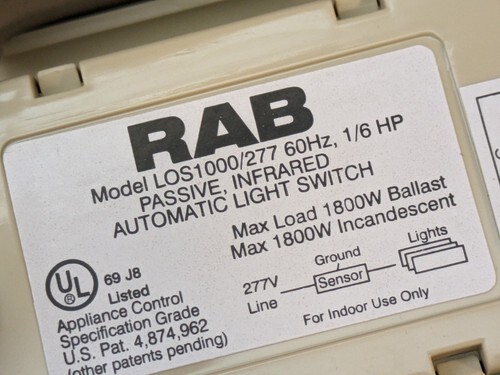 RAB
Model LOS1000/277 60Hz, 1/6 HP
PASSIVE, INFRARED
AUTOMATIC LIGHT SWITCH
Max Load 1800W Ballast
Max 1800W Incandescent
UL
®
69 J8
Listed
Appliance Control
Specification Grade
U.S. Pat. 4,874,962
(other patents pending)
277V
Line
Ground
Sensor
Lights
For Indoor Use Only